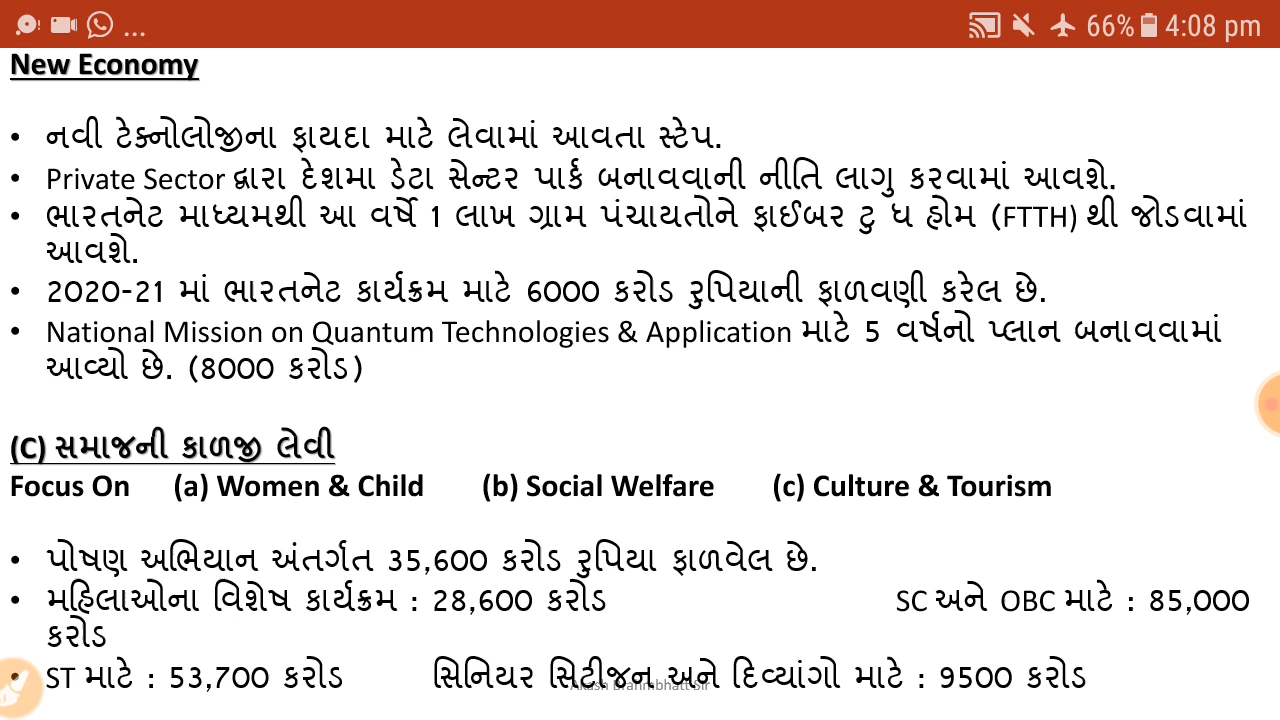 ... 66% 4:08 pm
New Economy
• નવી ટેક્નોલોજીના ફાયદા માટે લેવામાં આવતા સ્ટેપ.
• Private Sector દ્વારા દેશમા ડેટા સેન્ટર પાર્ક બનાવવાની નીતિ લાગુ કરવામાં આવશે.
• ભારતનેટ માધ્યમથી આ વર્ષે 1 લાખ ગ્રામ પંચાયતોને ફાઈબર ટુ ધ હોમ (FTTH) થી જોડવામાં
આવશે.
• 2020-21 માં ભારતનેટ કાર્યક્રમ માટે 6000 કરોડ રુપિયાની ફાળવણી કરેલ છે.
• National Mission on Quantum Technologies & Application માટે 5 વર્ષનો પ્લાન બનાવવામાં
આવ્યો છે. (8000 કરોડ)
(C) સમાજની કાળજી લેવી
Focus On (a) Women & Child (b) Social Welfare (c) Culture & Tourism
• પોષણ અભિયાન અંતર્ગત 35,600 કરોડ રુપિયા ફાળવેલ છે.
• મહિલાઓના વિશેષ કાર્યક્રમ : 28,600 કરોડ SC અને OBC માટે : 85,000
કરોડ
• ST માટે : 53,700 કરોડ સિનિયર સિટીજન અને દિવ્યાંગો માટે : 9500 કરોડ
Akash Brahmbhatt Sir